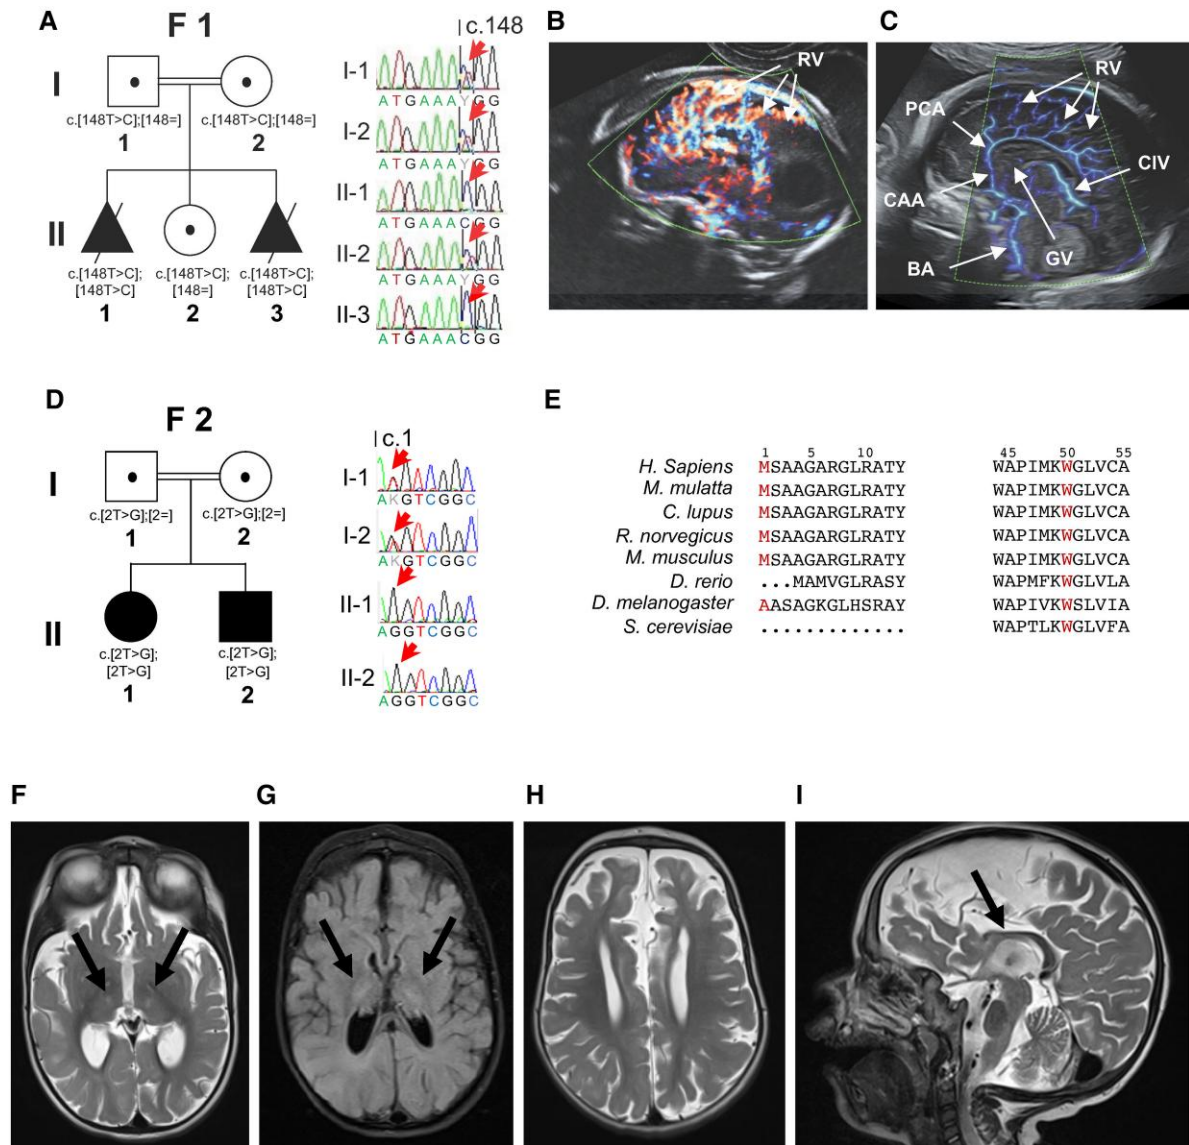 A
F 1
I
c.[148T>C];[148=]
1
c.[148T>C];[148=]
2
II
c.[148T>C];
[148T>C]
1
c.[148T>C];
[148=]
2
c.[148T>C];
[148T>C]
3
c.148
I-1
ATGAAAYGG
I-2
ATGAAAYGG
II-1
ATGAAACGG
II-2
ATGAAAYGG
II-3
ATGAAACGG
B
RV
C
RV
PCA
CIV
CAA
BA
GV
D
F 2
I
c.[2T>G];[2=]
1
c.[2T>G];[2=]
2
II
c.[2T>G];
[2T>G]
1
c.[2T>G];
[2T>G]
2
c.1
I-1
AKGTCGGC
I-2
AKGTCGGC
II-1
AGGTCGGC
II-2
AGGTCGGC
E
1 5 10 45 50 55
H. Sapiens MSAAGARGLRATY WAPIMKWGLVCA
M. mulatta MSAAGARGLRATY WAPIMKWGLVCA
C. lupus MSAAGARGLRATY WAPIMKWGLVCA
R. norvegicus MSAAGARGLRATY WAPIMKWGLVCA
M. musculus MSAAGARGLRATY WAPIMKWGLVCA
D. rerio ...MAMVGLRASY WAPMFKWGLVLA
D. melanogaster AASAGKGLHSRAY WAPIVKWSLVIA
S. cerevisiae ............. WAPTLKWGLVFA
F
G
H
I